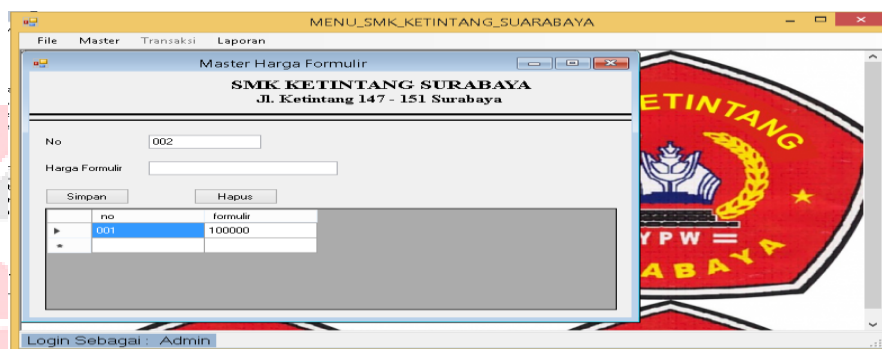 MENU_SMK_KETINTANG_SUARABAYA
File Master Transaksi Laporan
Master Harga Formulir
SMK KETINTANG SURABAYA
Jl. Ketintang 147 - 151 Surabaya
No 002
Harga Formulir
Simpan Hapus
no formulir
001 100000
ETINTANG
YPW
ABAYA
Login Sebagai : Admin